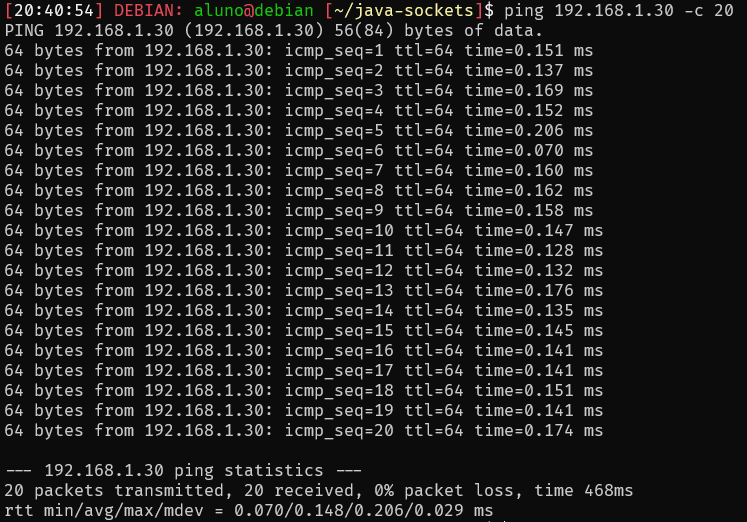 [20:40:54] DEBIAN: aluno@debian [~/java-sockets]$ ping 192.168.1.30 -c 20
PING 192.168.1.30 (192.168.1.30) 56(84) bytes of data.
64 bytes from 192.168.1.30: icmp_seq=1 ttl=64 time=0.151 ms
64 bytes from 192.168.1.30: icmp_seq=2 ttl=64 time=0.137 ms
64 bytes from 192.168.1.30: icmp_seq=3 ttl=64 time=0.169 ms
64 bytes from 192.168.1.30: icmp_seq=4 ttl=64 time=0.152 ms
64 bytes from 192.168.1.30: icmp_seq=5 ttl=64 time=0.206 ms
64 bytes from 192.168.1.30: icmp_seq=6 ttl=64 time=0.070 ms
64 bytes from 192.168.1.30: icmp_seq=7 ttl=64 time=0.160 ms
64 bytes from 192.168.1.30: icmp_seq=8 ttl=64 time=0.162 ms
64 bytes from 192.168.1.30: icmp_seq=9 ttl=64 time=0.158 ms
64 bytes from 192.168.1.30: icmp_seq=10 ttl=64 time=0.147 ms
64 bytes from 192.168.1.30: icmp_seq=11 ttl=64 time=0.128 ms
64 bytes from 192.168.1.30: icmp_seq=12 ttl=64 time=0.132 ms
64 bytes from 192.168.1.30: icmp_seq=13 ttl=64 time=0.176 ms
64 bytes from 192.168.1.30: icmp_seq=14 ttl=64 time=0.135 ms
64 bytes from 192.168.1.30: icmp_seq=15 ttl=64 time=0.145 ms
64 bytes from 192.168.1.30: icmp_seq=16 ttl=64 time=0.141 ms
64 bytes from 192.168.1.30: icmp_seq=17 ttl=64 time=0.141 ms
64 bytes from 192.168.1.30: icmp_seq=18 ttl=64 time=0.151 ms
64 bytes from 192.168.1.30: icmp_seq=19 ttl=64 time=0.141 ms
64 bytes from 192.168.1.30: icmp_seq=20 ttl=64 time=0.174 ms
--- 192.168.1.30 ping statistics ---
20 packets transmitted, 20 received, 0% packet loss, time 468ms
rtt min/avg/max/mdev = 0.070/0.148/0.206/0.029 ms